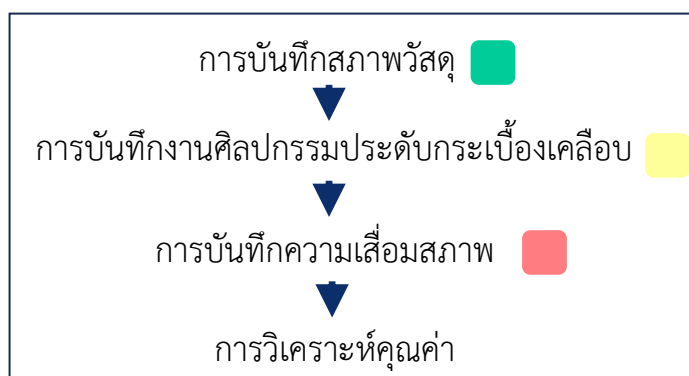 การบันทึกสภาพวัสดุ
การบันทึกงานศิลปกรรมประดับกระเบื้องเคลือบ
การบันทึกความเสื่อมสภาพ
การวิเคราะห์คุณค่า